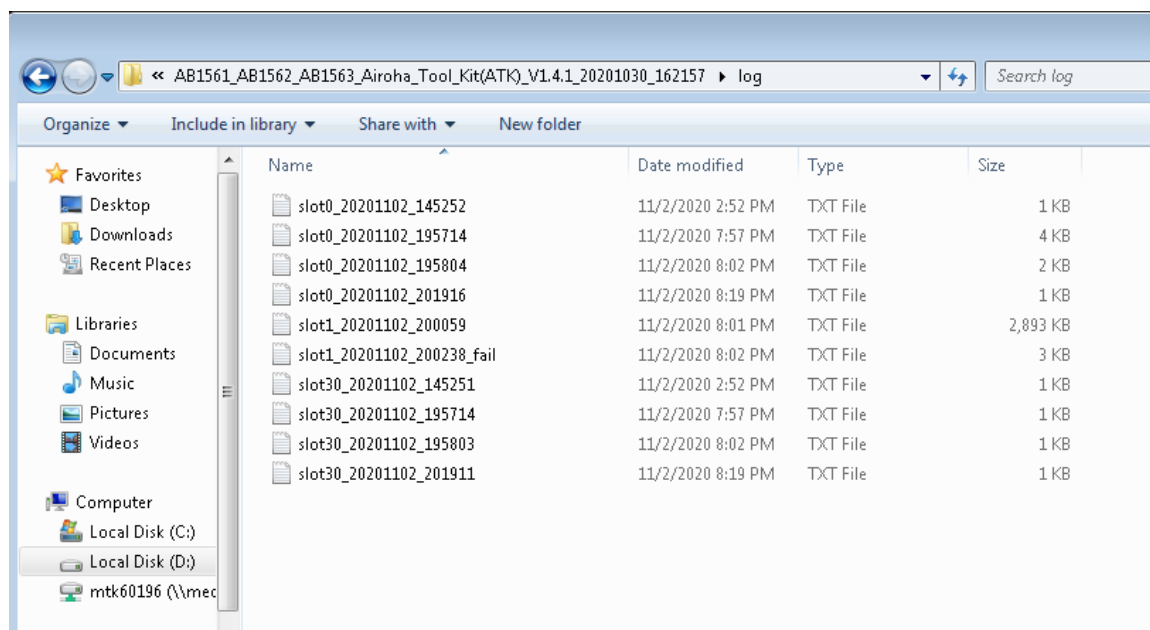 « AB1561_AB1562_AB1563_Airoha_Tool_Kit(ATK)_V1.4.1_20201030_162157 ▸ log Search log
Organize Include in library Share with New folder
Favorites
Desktop
Downloads
Recent Places
Libraries
Documents
Music
Pictures
Videos
Computer
Local Disk (C:)
Local Disk (D:)
mtk60196 (\\med
Name Date modified Type Size
slot0_20201102_145252 11/2/2020 2:52 PM TXT File 1 KB
slot0_20201102_195714 11/2/2020 7:57 PM TXT File 4 KB
slot0_20201102_195804 11/2/2020 8:02 PM TXT File 2 KB
slot0_20201102_201916 11/2/2020 8:19 PM TXT File 1 KB
slot1_20201102_200059 11/2/2020 8:01 PM TXT File 2,893 KB
slot1_20201102_200238_fail 11/2/2020 8:02 PM TXT File 3 KB
slot30_20201102_145251 11/2/2020 2:52 PM TXT File 1 KB
slot30_20201102_195714 11/2/2020 7:57 PM TXT File 1 KB
slot30_20201102_195803 11/2/2020 8:02 PM TXT File 1 KB
slot30_20201102_201911 11/2/2020 8:19 PM TXT File 1 KB